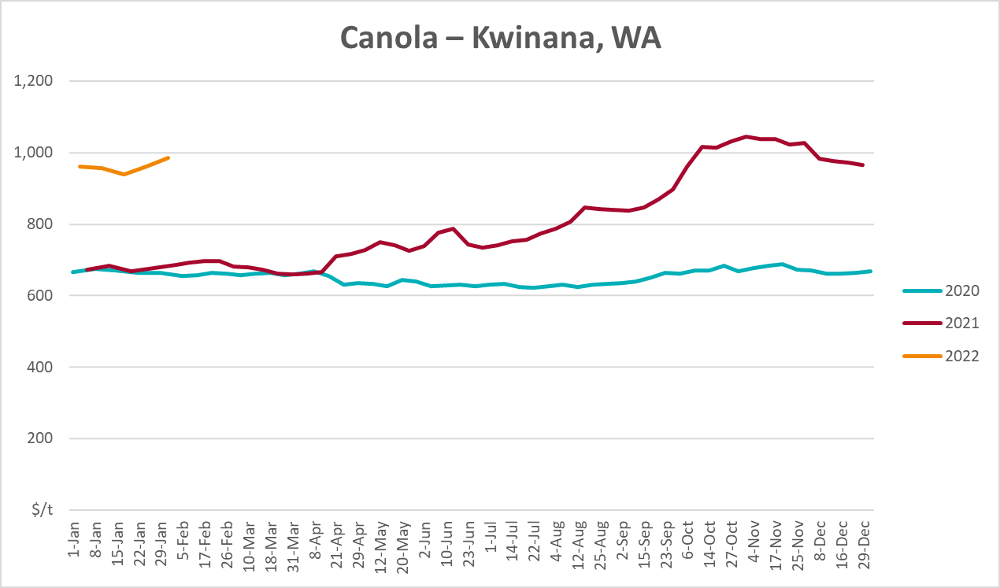 Canola – Kwinana, WA
1,200
1,000
800
600
400
200
$/t
1-Jan
8-Jan
15-Jan
22-Jan
29-Jan
5-Feb
17-Feb
26-Feb
10-Mar
18-Mar
31-Mar
8-Apr
21-Apr
29-Apr
12-May
20-May
2-Jun
10-Jun
23-Jun
1-Jul
14-Jul
22-Jul
4-Aug
12-Aug
25-Aug
2-Sep
15-Sep
23-Sep
6-Oct
14-Oct
27-Oct
4-Nov
17-Nov
25-Nov
8-Dec
16-Dec
29-Dec
2020
2021
2022